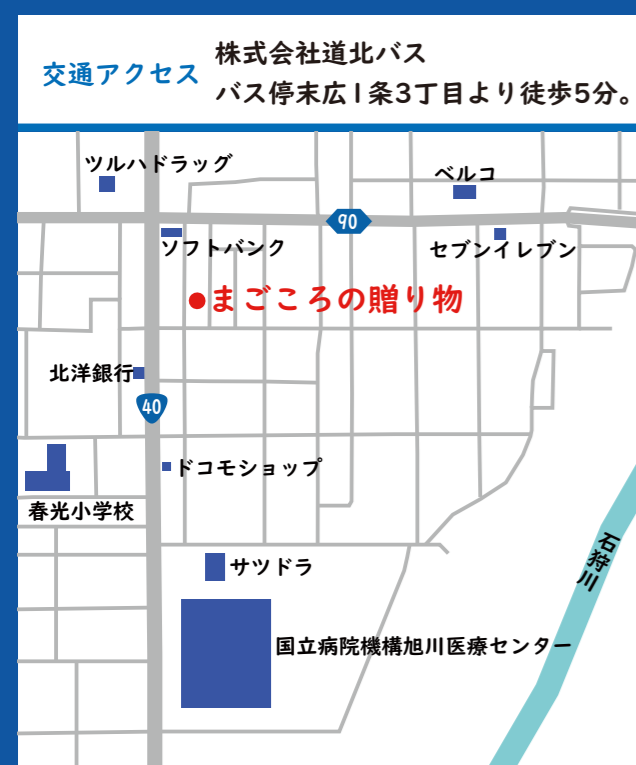 交通アクセス
株式会社道北バス
バス停末広1条3丁目より徒歩5分。
ツルハドラッグ
ベルコ
90
ソフトバンク
セブンイレブン
●まごころの贈り物
北洋銀行
40
ドコモショップ
春光小学校
サツドラ
石狩川
国立病院機構旭川医療センター